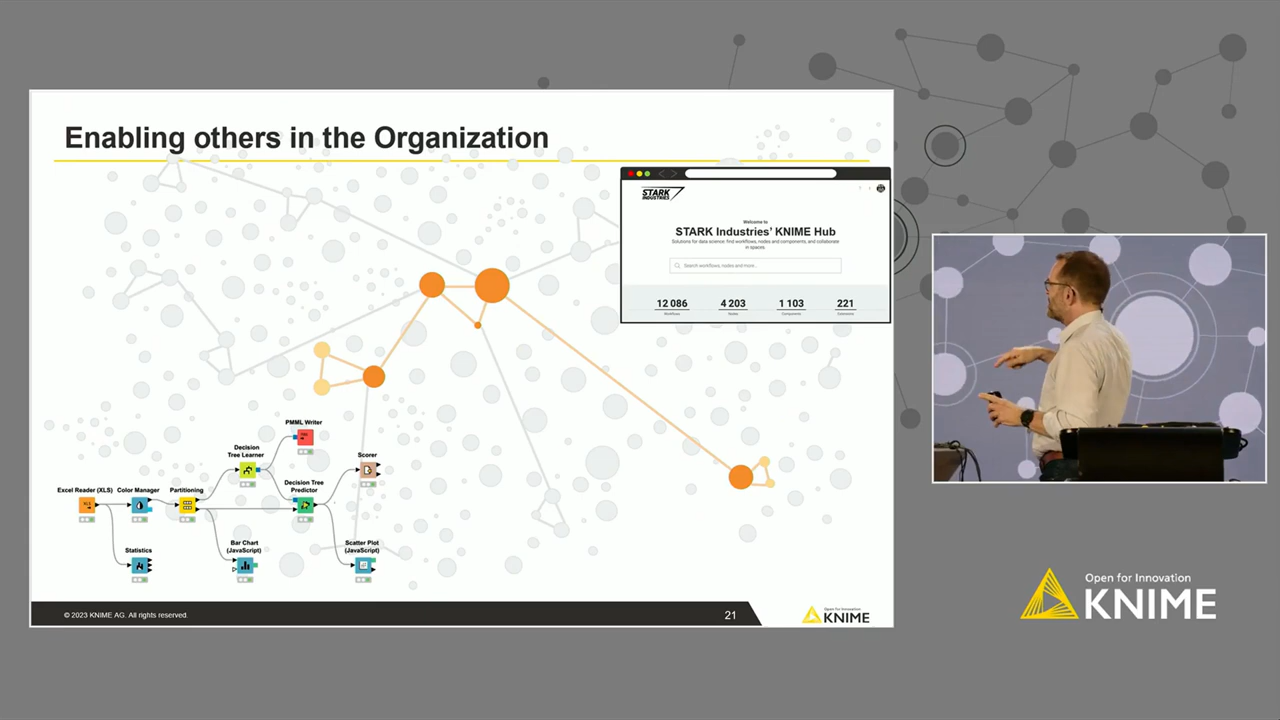 Enabling others in the Organization
STARK
INDUSTRIES
Welcome to
STARK Industries' KNIME Hub
Solutions for data science: find workflows, nodes and components, and collaborate
in spaces.
Search workflows, nodes and more...
12 086
4 203
1 103
221
Workflows
Nodes
Components
Extensions
PMML Writer
Decision
Tree Learner
Scorer
Decision Tree
Predictor
Excel Reader (XLS)
Color Manager
Partitioning
XLS
Statistics
Bar Chart
(JavaScript)
Scatter Plot
(JavaScript)
© 2023 KNIME AG. All rights reserved.
21
Open for Innovation
KNIME
Open for Innovation
KNIME